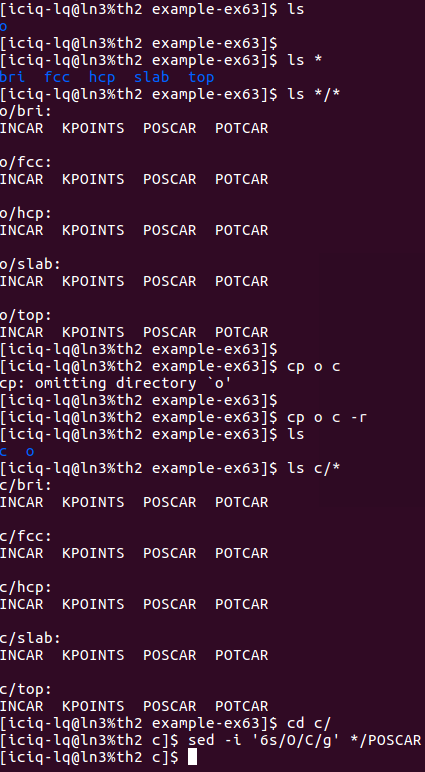 [iciq-lq@ln3%th2 example-ex63]$ ls
o
[iciq-lq@ln3%th2 example-ex63]$
[iciq-lq@ln3%th2 example-ex63]$ ls *
bri  fcc  hcp  slab  top
[iciq-lq@ln3%th2 example-ex63]$ ls */*
o/bri:
INCAR  KPOINTS  POSCAR  POTCAR
o/fcc:
INCAR  KPOINTS  POSCAR  POTCAR
o/hcp:
INCAR  KPOINTS  POSCAR  POTCAR
o/slab:
INCAR  KPOINTS  POSCAR  POTCAR
o/top:
INCAR  KPOINTS  POSCAR  POTCAR
[iciq-lq@ln3%th2 example-ex63]$
[iciq-lq@ln3%th2 example-ex63]$ cp o c
cp: omitting directory `o'
[iciq-lq@ln3%th2 example-ex63]$
[iciq-lq@ln3%th2 example-ex63]$ cp o c -r
[iciq-lq@ln3%th2 example-ex63]$ ls
c  o
[iciq-lq@ln3%th2 example-ex63]$ ls c/*
c/bri:
INCAR  KPOINTS  POSCAR  POTCAR
c/fcc:
INCAR  KPOINTS  POSCAR  POTCAR
c/hcp:
INCAR  KPOINTS  POSCAR  POTCAR
c/slab:
INCAR  KPOINTS  POSCAR  POTCAR
c/top:
INCAR  KPOINTS  POSCAR  POTCAR
[iciq-lq@ln3%th2 example-ex63]$ cd c/
[iciq-lq@ln3%th2 c]$ sed -i '6s/O/C/g' */POSCAR
[iciq-lq@ln3%th2 c]$